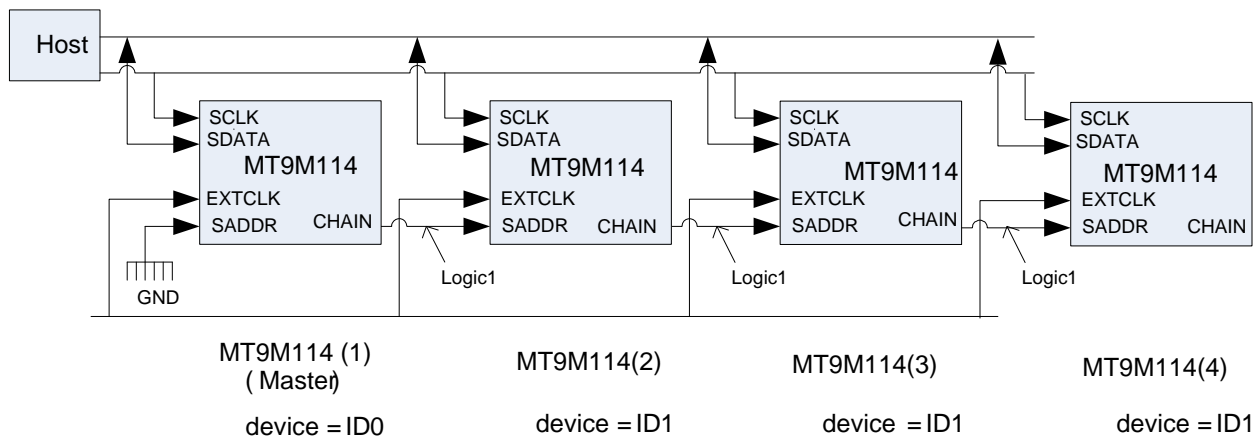 Host
SCLK
SDATA
MT9M114
EXTCLK
SADDR
CHAIN
SCLK
SDATA
MT9M114
EXTCLK
SADDR
CHAIN
SCLK
SDATA
MT9M114
EXTCLK
SADDR
CHAIN
SCLK
SDATA
MT9M114
EXTCLK
SADDR
CHAIN
GND
Logic1
Logic1
Logic1
MT9M114 (1)
( Master)
device = ID0
MT9M114(2)
device = ID1
MT9M114(3)
device = ID1
MT9M114(4)
device = ID1